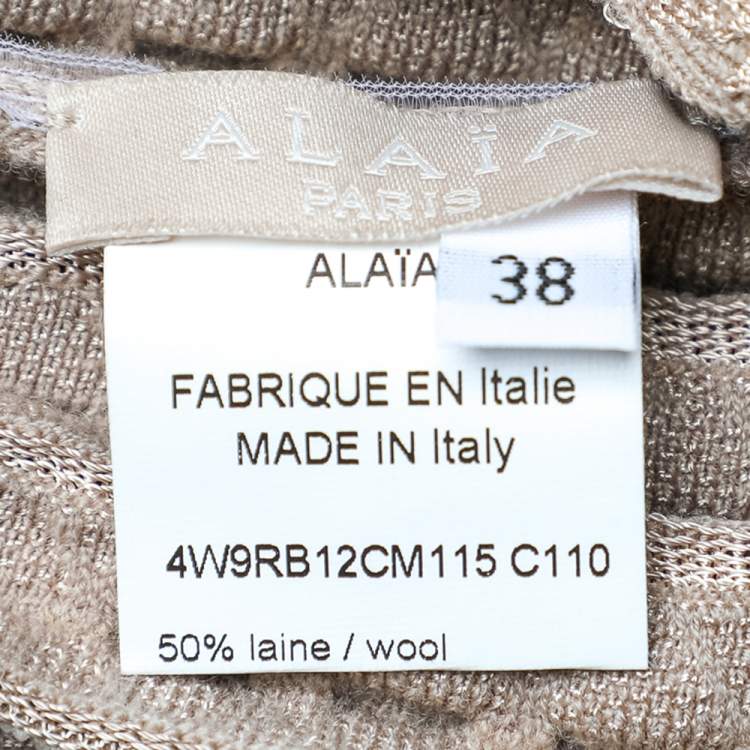 ALAÏA
PARIS
ALAÏA
38
FABRIQUE EN Italie
MADE IN Italy
4W9RB12CM115 C110
50% laine / wool